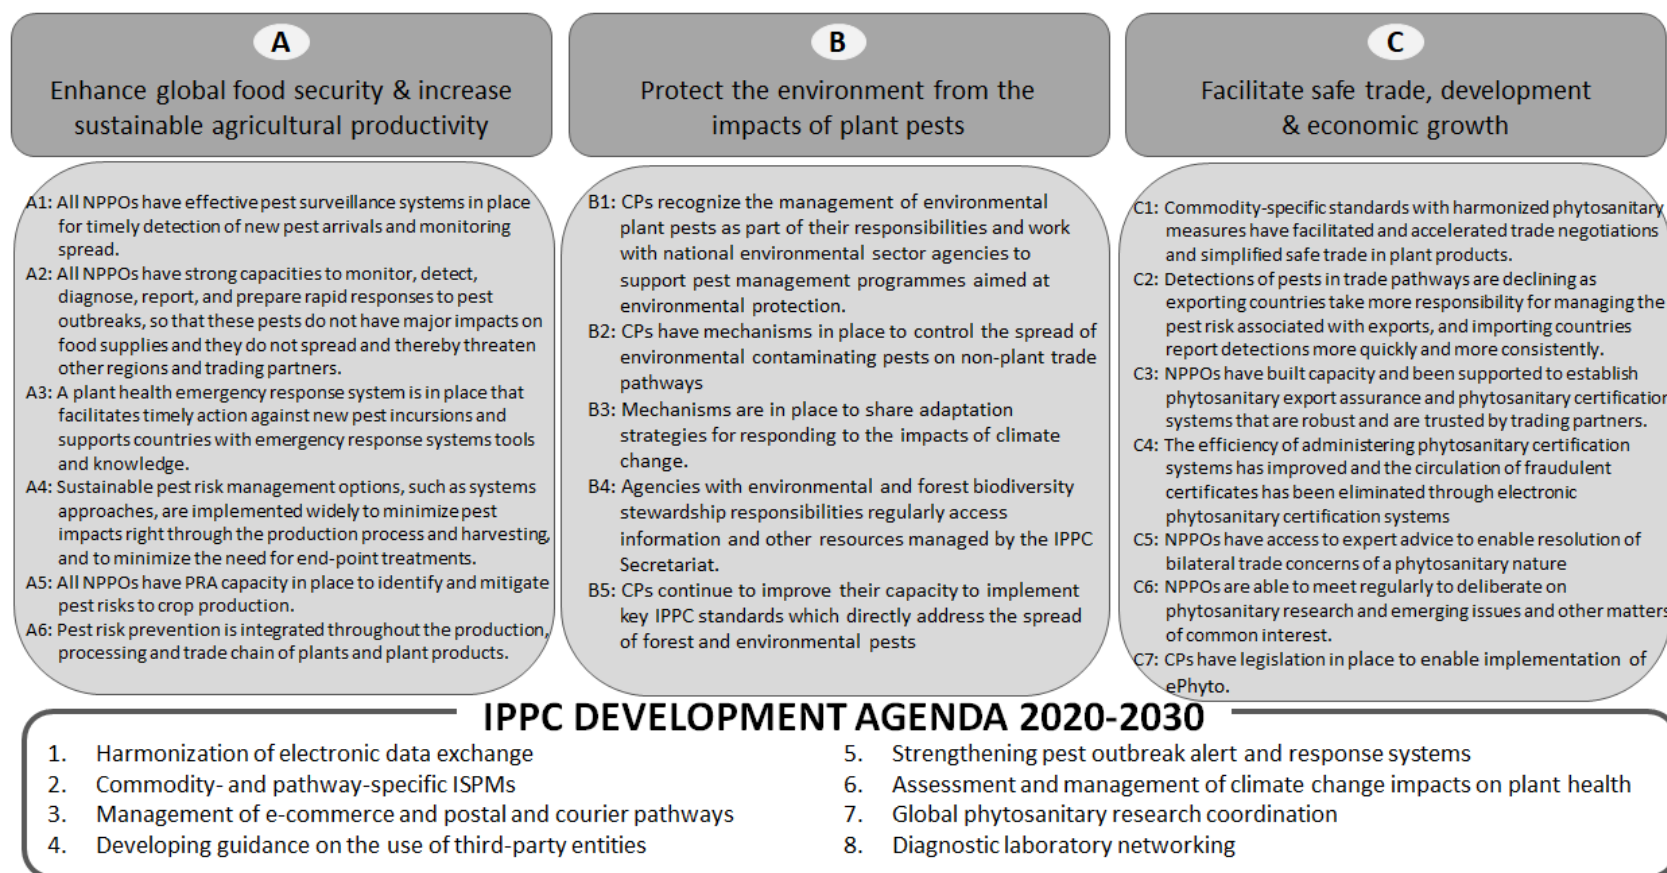 A
Enhance global food security & increase
sustainable agricultural productivity
A1: All NPPOs have effective pest surveillance systems in place
for timely detection of new pest arrivals and monitoring
spread.
A2: All NPPOs have strong capacities to monitor, detect,
diagnose, report, and prepare rapid responses to pest
outbreaks, so that these pests do not have major impacts on
food supplies and they do not spread and thereby threaten
other regions and trading partners.
A3: A plant health emergency response system is in place that
facilitates timely action against new pest incursions and
supports countries with emergency response systems tools
and knowledge.
A4: Sustainable pest risk management options, such as systems
approaches, are implemented widely to minimize pest
impacts right through the production process and harvesting,
and to minimize the need for end-point treatments.
A5: All NPPOs have PRA capacity in place to identify and mitigate
pest risks to crop production.
A6: Pest risk prevention is integrated throughout the production,
processing and trade chain of plants and plant products.
B
Protect the environment from the
impacts of plant pests
B1: CPs recognize the management of environmental
plant pests as part of their responsibilities and work
with national environmental sector agencies to
support pest management programmes aimed at
environmental protection.
B2: CPs have mechanisms in place to control the spread of
environmental contaminating pests on non-plant trade
pathways
B3: Mechanisms are in place to share adaptation
strategies for responding to the impacts of climate
change.
B4: Agencies with environmental and forest biodiversity
stewardship responsibilities regularly access
information and other resources managed by the IPPC
Secretariat.
B5: CPs continue to improve their capacity to implement
key IPPC standards which directly address the spread
of forest and environmental pests
C
Facilitate safe trade, development
& economic growth
C1: Commodity-specific standards with harmonized phytosanitary
measures have facilitated and accelerated trade negotiations
and simplified safe trade in plant products.
C2: Detections of pests in trade pathways are declining as
exporting countries take more responsibility for managing the
pest risk associated with exports, and importing countries
report detections more quickly and more consistently.
C3: NPPOs have built capacity and been supported to establish
phytosanitary export assurance and phytosanitary certification
systems that are robust and are trusted by trading partners.
C4: The efficiency of administering phytosanitary certification
systems has improved and the circulation of fraudulent
certificates has been eliminated through electronic
phytosanitary certification systems
C5: NPPOs have access to expert advice to enable resolution of
bilateral trade concerns of a phytosanitary nature
C6: NPPOs are able to meet regularly to deliberate on
phytosanitary research and emerging issues and other matters
of common interest.
C7: CPs have legislation in place to enable implementation of
ePhyto.
IPPC DEVELOPMENT AGENDA 2020-2030
1. Harmonization of electronic data exchange
2. Commodity- and pathway-specific ISPMs
3. Management of e-commerce and postal and courier pathways
4. Developing guidance on the use of third-party entities
5. Strengthening pest outbreak alert and response systems
6. Assessment and management of climate change impacts on plant health
7. Global phytosanitary research coordination
8. Diagnostic laboratory networking